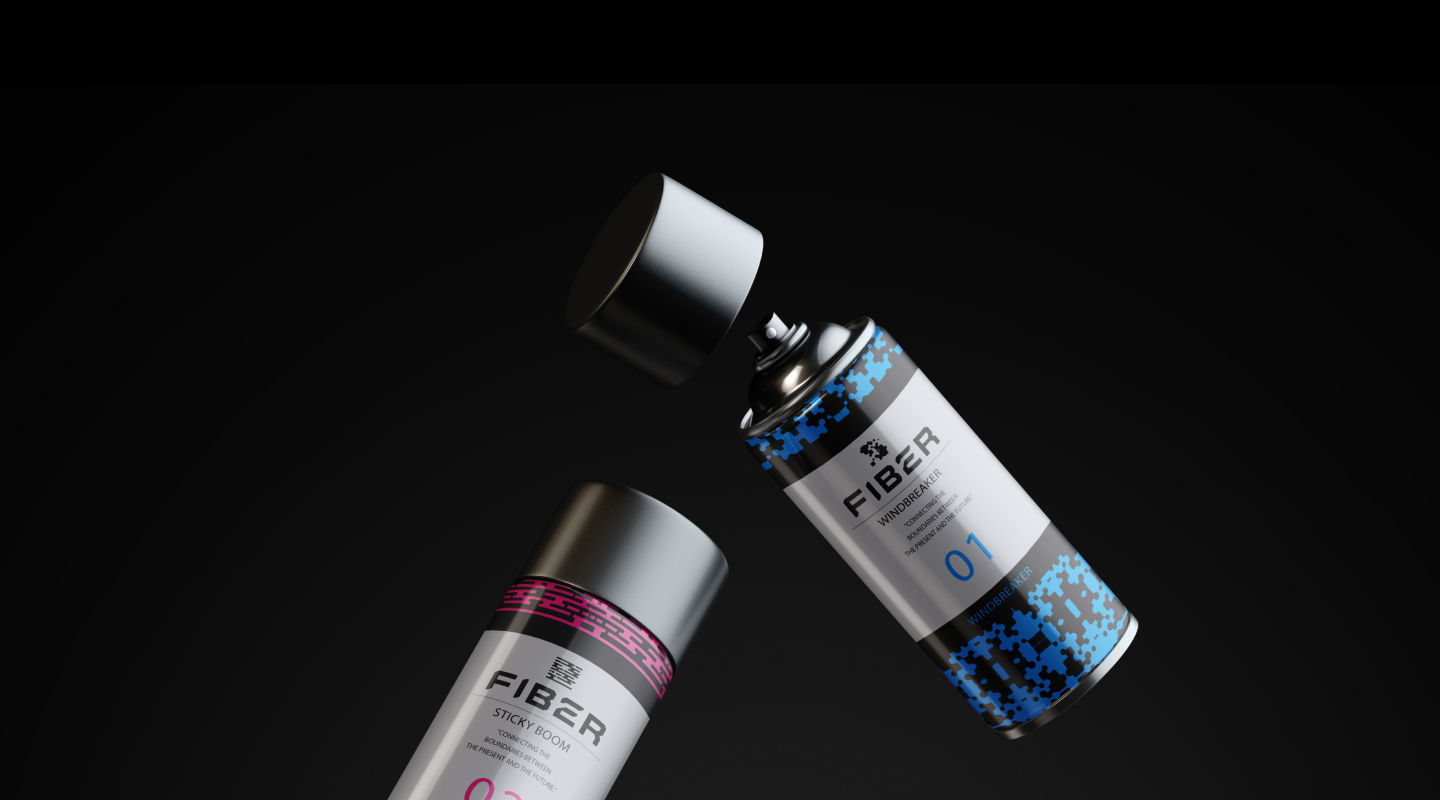 FIBER
WINDBREAKER
"CONNECTING THE
BOUNDARIES BETWEEN
THE PRESENT AND THE FUTURE."
01
WINDBREAKER
FIBER
STICKY BOOM
"CONNECTING THE
BOUNDARIES BETWEEN
THE PRESENT AND THE FUTURE."